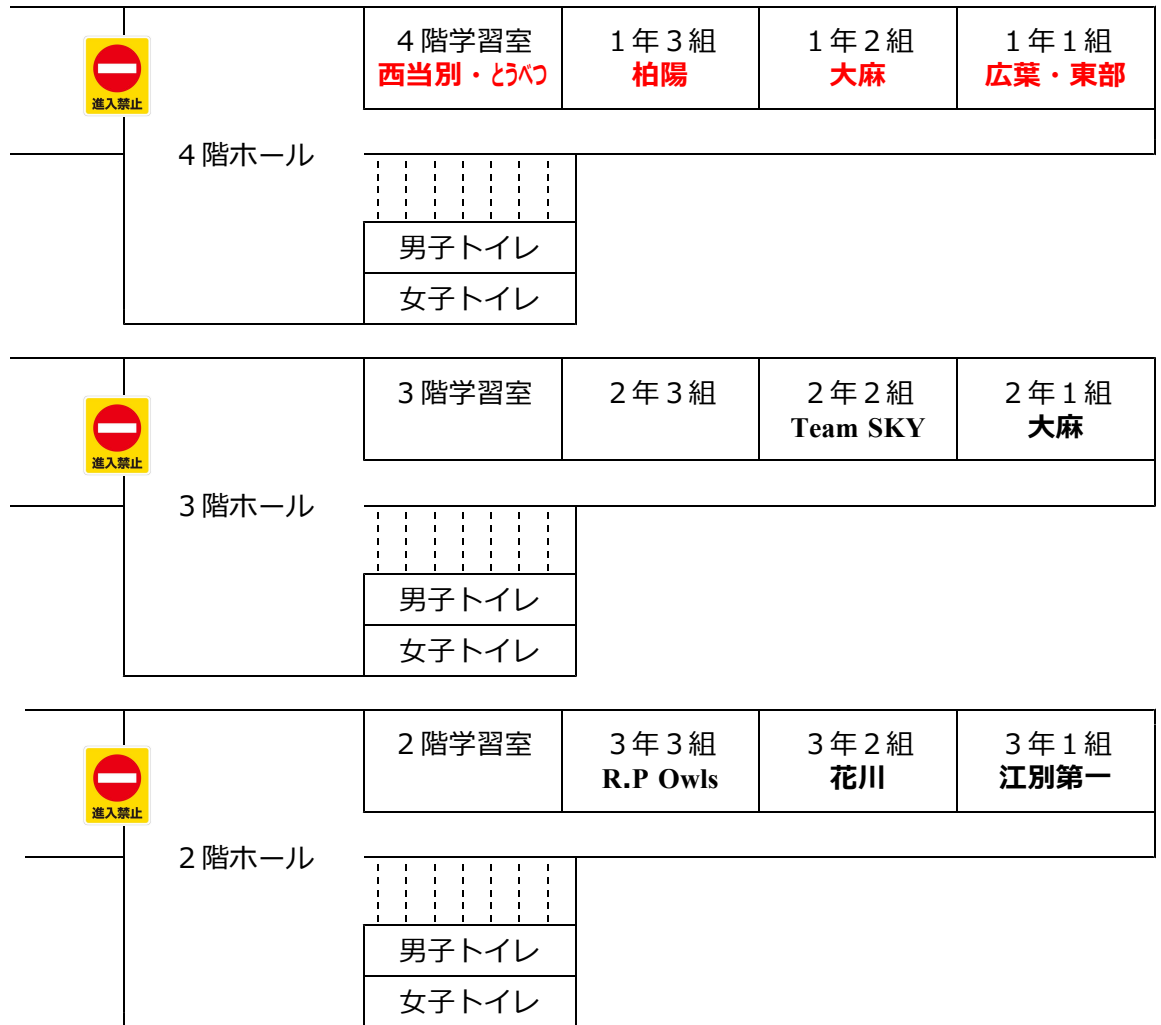 ４階学習室
西当別・とうべつ
１年３組
柏陽
１年２組
大麻
１年１組
広葉・東部
進入禁止
４階ホール
男子トイレ
女子トイレ
３階学習室
２年３組
２年２組
Team SKY
２年１組
大麻
進入禁止
３階ホール
男子トイレ
女子トイレ
２階学習室
３年３組
R.P Owls
３年２組
花川
３年１組
江別第一
進入禁止
２階ホール
男子トイレ
女子トイレ